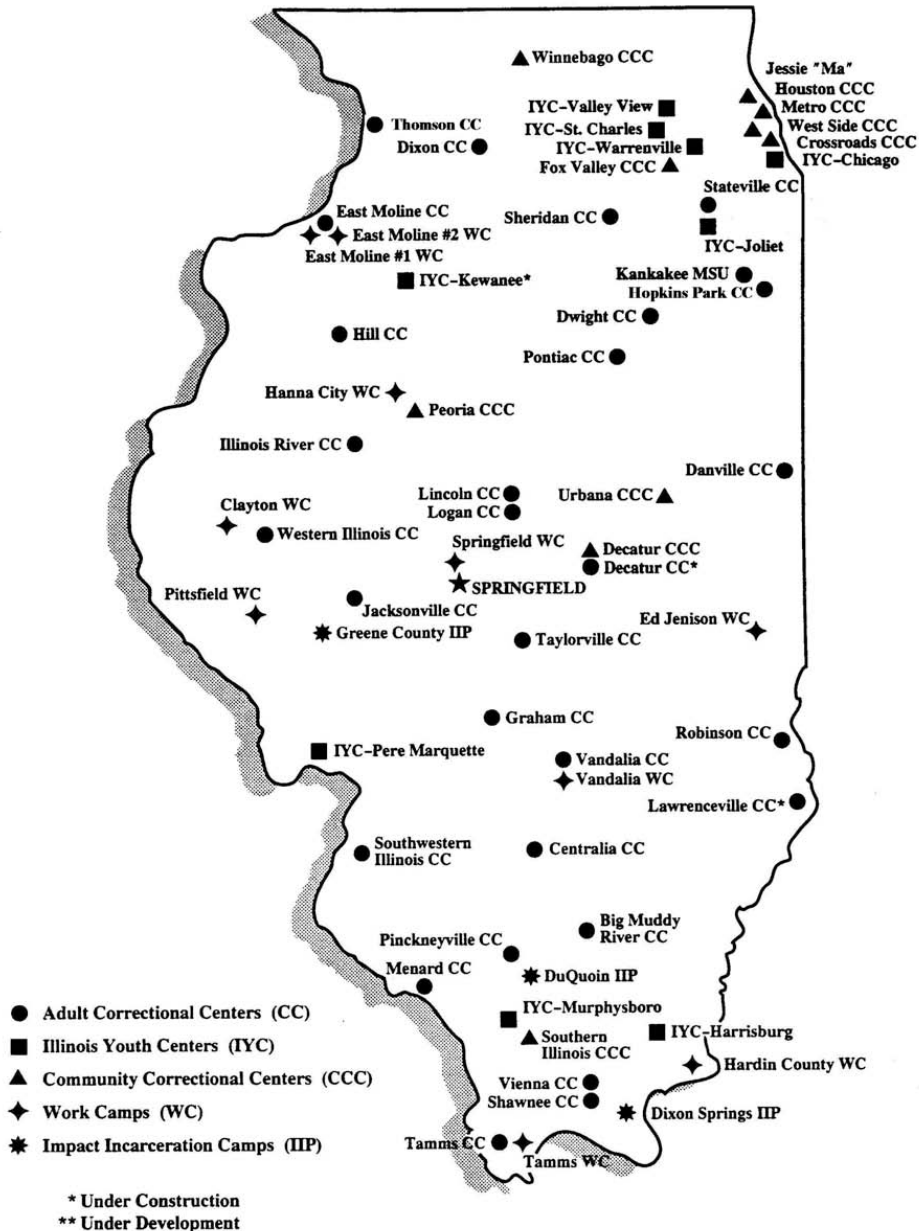 Winnebago CCC
Jessie "Ma"
Houston CCC
Metro CCC
West Side CCC
Crossroads CCC
IYC-Chicago
IYC-Valley View
IYC-St. Charles
IYC-Warrenville
Fox Valley CCC
Thomson CC
Dixon CC
Stateville CC
East Moline CC
East Moline #2 WC
East Moline #1 WC
Sheridan CC
IYC-Joliet
IYC-Kewanee*
Kankakee MSU
Hopkins Park CC
Dwight CC
Hill CC
Pontiac CC
Hanna City WC
Peoria CCC
Illinois River CC
Danville CC
Lincoln CC
Logan CC
Urbana CCC
Clayton WC
Western Illinois CC
Springfield WC
SPRINGFIELD
Decatur CCC
Decatur CC*
Pittsfield WC
Jacksonville CC
Greene County IIP
Taylorville CC
Ed Jenison WC
Graham CC
Robinson CC
IYC-Pere Marquette
Vandalia CC
Vandalia WC
Lawrenceville CC*
Southwestern
Illinois CC
Centralia CC
Big Muddy
River CC
Pinckneyville CC
Menard CC
DuQuoin IIP
IYC-Murphysboro
Southern
Illinois CCC
IYC-Harrisburg
Hardin County WC
Vienna CC
Shawnee CC
Dixon Springs IIP
Tamms CC
Tamms WC
Adult Correctional Centers (CC)
Illinois Youth Centers (IYC)
Community Correctional Centers (CCC)
Work Camps (WC)
Impact Incarceration Camps (IIP)
* Under Construction
** Under Development